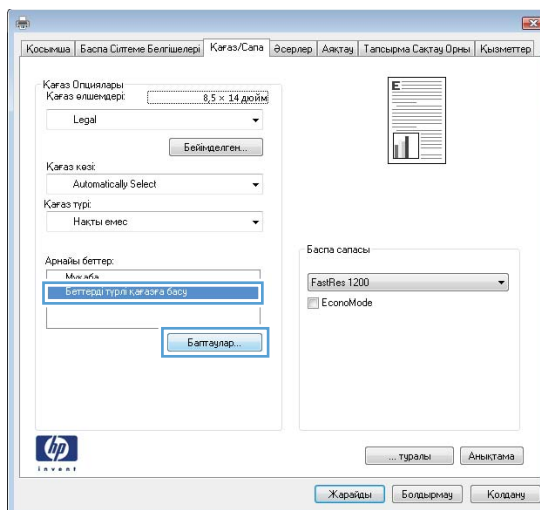 Қосымша Баспа Сілтеме Белгішелері Қағаз/Сапа Әсерлер Аяқтау Тапсырма Сақтау Орны Қызметтер
Қағаз Опциялары
Қағаз өлшемдері: 8,5 × 14 дюйм
Legal
Бейімделген...
Қағаз көзі:
Automatically Select
Қағаз түрі:
Нақты емес
Арнайы беттер:
Мұқаба
Беттерді түрлі қағазға басу
Баптаулар...
E
Баспа сапасы
FastRes 1200
EconoMode
hp
invent
... туралы Анықтама
Жарайды Болдырмау Қолдану